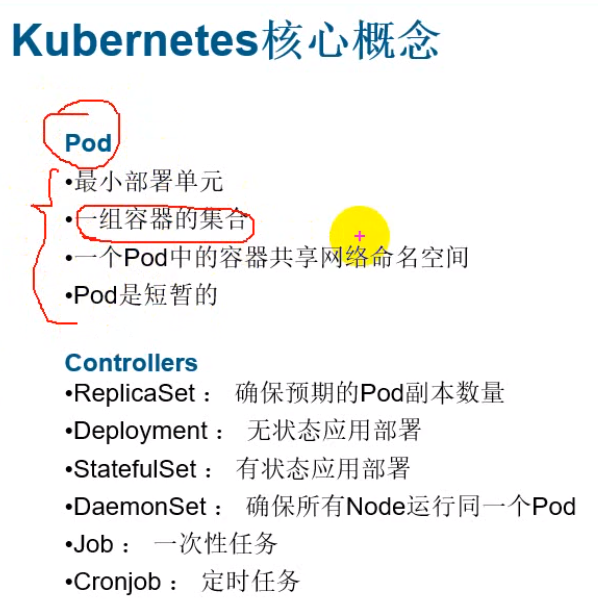 Kubernetes核心概念
Pod
•最小部署单元
•一组容器的集合
•一个Pod中的容器共享网络命名空间
•Pod是短暂的
Controllers
•ReplicaSet： 确保预期的Pod副本数量
•Deployment： 无状态应用部署
•StatefulSet： 有状态应用部署
•DaemonSet： 确保所有Node运行同一个Pod
•Job： 一次性任务
•Cronjob： 定时任务